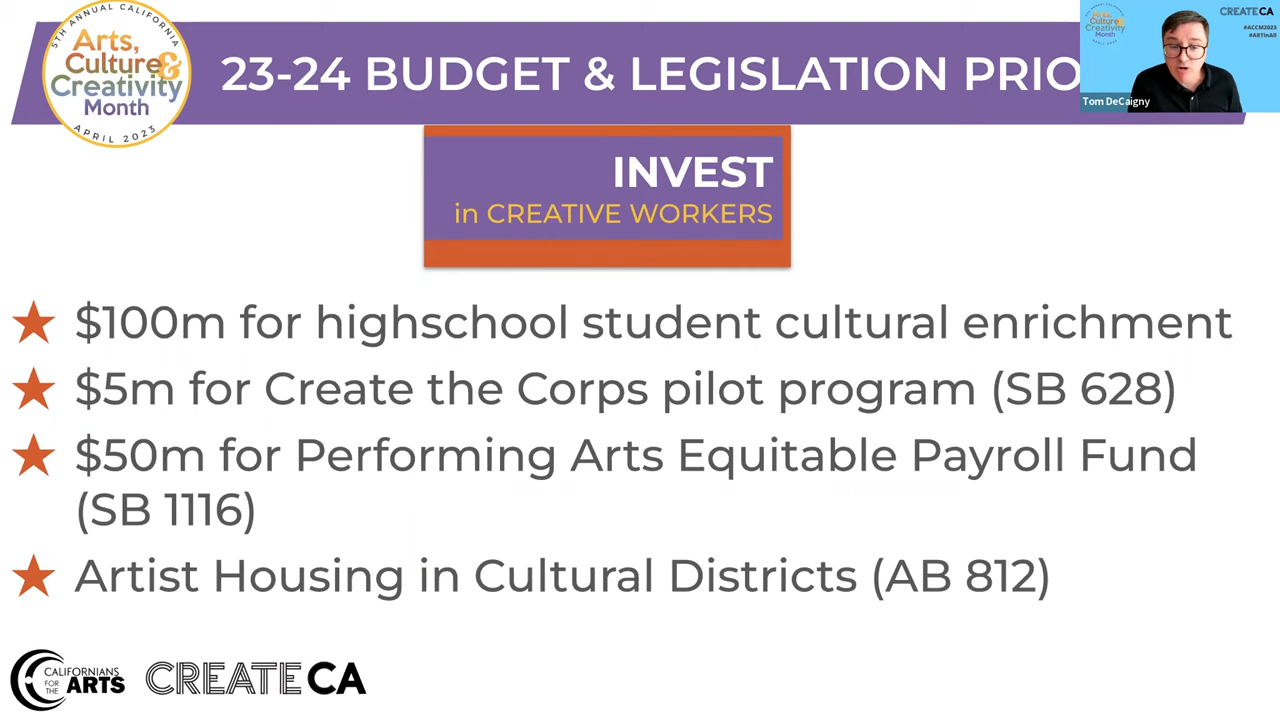 5TH ANNUAL CALIFORNIA
Arts,
Culture &
Creativity
Month
APRIL 2023
23-24 BUDGET & LEGISLATION PRIO
CREATE CA
#ACCM2023
#ARTinAll
Tom DeCaigny
INVEST
in CREATIVE WORKERS
$100m for highschool student cultural enrichment
$5m for Create the Corps pilot program (SB 628)
$50m for Performing Arts Equitable Payroll Fund
(SB 1116)
Artist Housing in Cultural Districts (AB 812)
CALIFORNIANS
FOR THE ARTS
CREATE CA